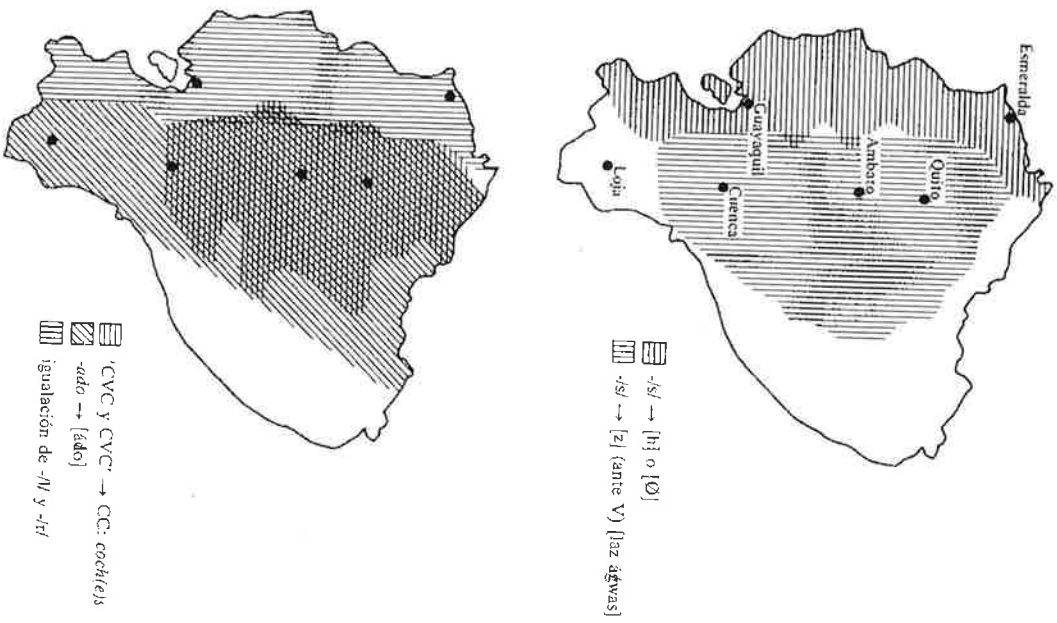 Esmeralda
Quito
Ambato
Guayaquil
Cuenca
Loja
-/s/ → [h] o [Ø]
-/s/ → [z] (ante V) [laz ágwas]
'CVC y CVC' → CC: coch(e)s
-ado → [ádo]
igualación de -/l/ y -/r/